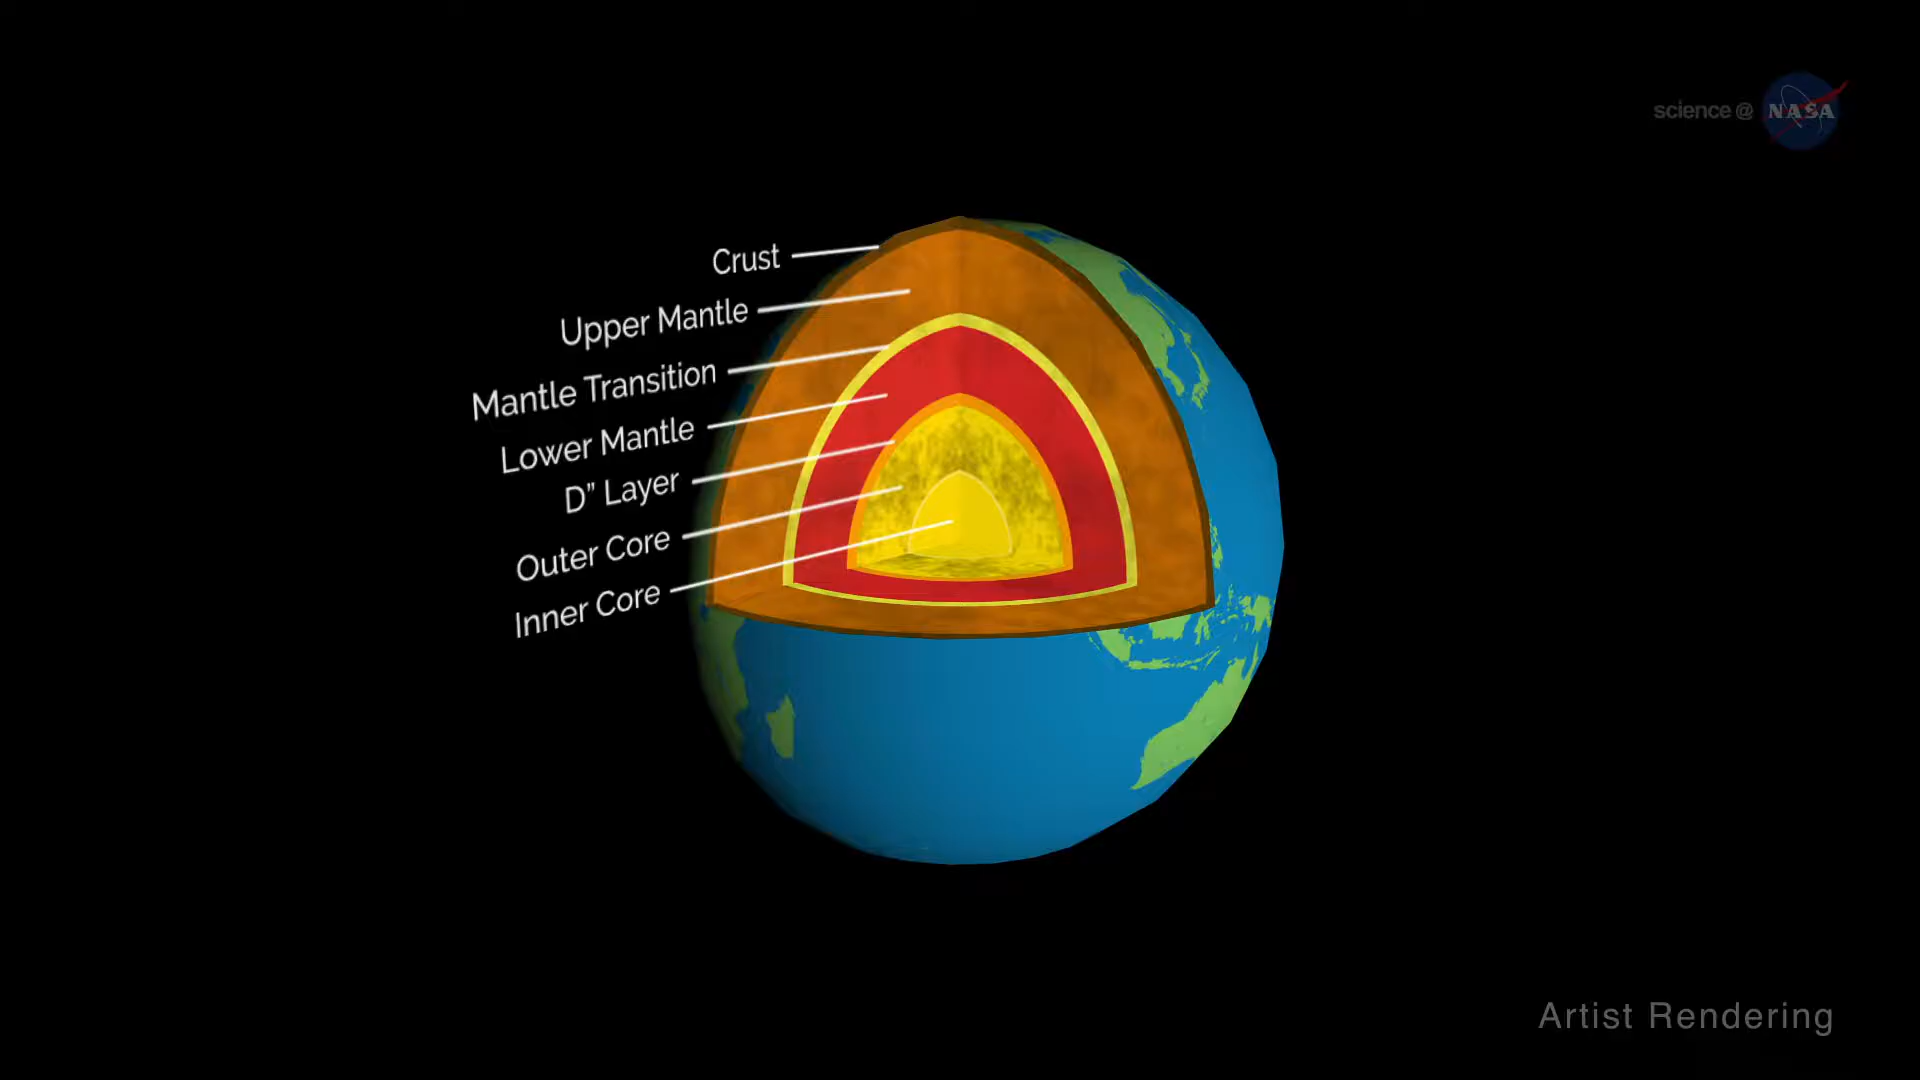 science @ NASA
Crust
Upper Mantle
Mantle Transition
Lower Mantle
D” Layer
Outer Core
Inner Core
Artist Rendering